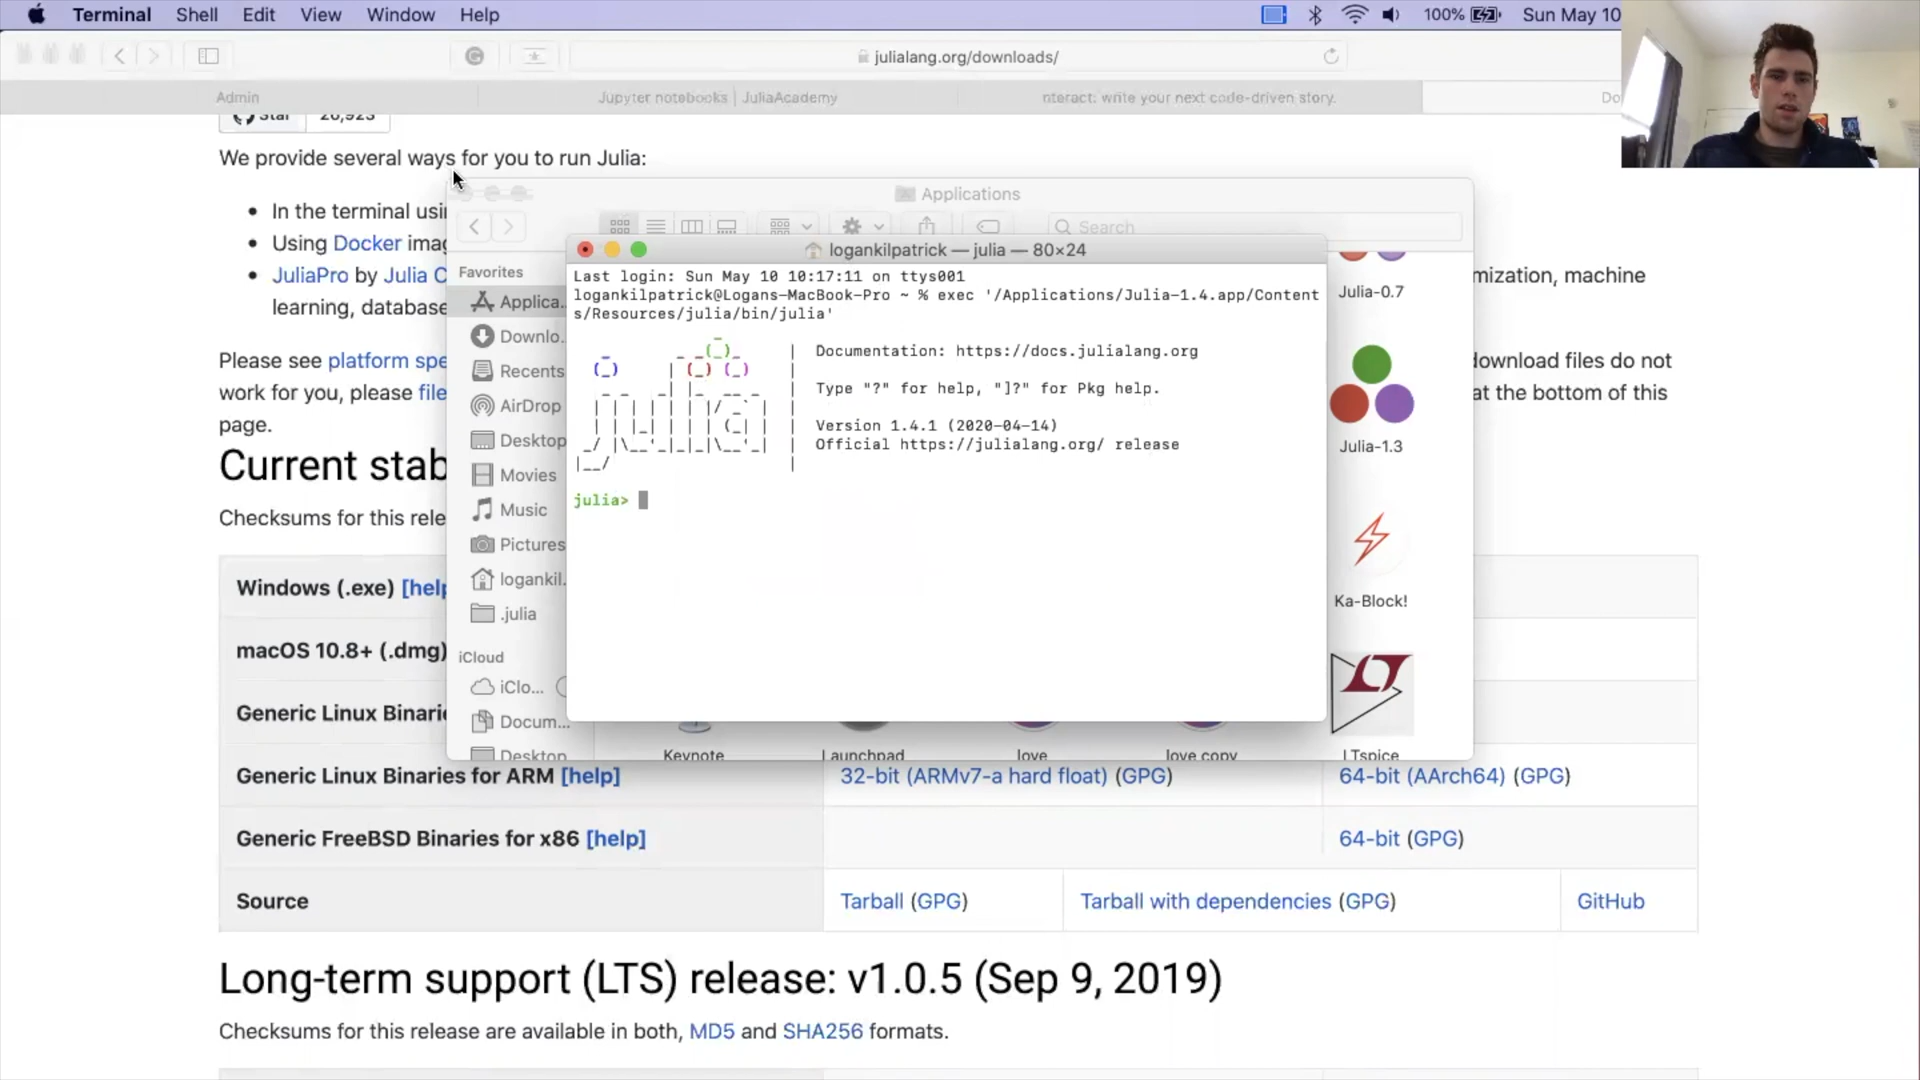 Terminal Shell Edit View Window Help 100% Sun May 10
julialang.org/downloads/
Admin Jupyter notebooks | JuliaAcademy nteract: write your next code-driven story. Do
Star 20,923
We provide several ways for you to run Julia:
In the terminal usi
Using Docker imag
JuliaPro by Julia C mization, machine
learning, database
Please see platform spe download files do not
work for you, please file at the bottom of this
page.
Current stab
Checksums for this rele
Windows (.exe) [help
macOS 10.8+ (.dmg)
Generic Linux Binarie
Generic Linux Binaries for ARM [help] 32-bit (ARMv7-a hard float) (GPG) 64-bit (AArch64) (GPG)
Generic FreeBSD Binaries for x86 [help] 64-bit (GPG)
Source Tarball (GPG) Tarball with dependencies (GPG) GitHub
Long-term support (LTS) release: v1.0.5 (Sep 9, 2019)
Checksums for this release are available in both, MD5 and SHA256 formats.
Applications
Search
Favorites
Applica...
Downlo...
Recents
AirDrop
Desktop
Movies
Music
Pictures
logankil...
.julia
iCloud
iClo...
Docum...
Desktop
Julia-0.7
Julia-1.3
Ka-Block!
Keynote Launchpad love love copy LTspice
logankilpatrick — julia — 80×24
Last login: Sun May 10 10:17:11 on ttys001
logankilpatrick@Logans-MacBook-Pro ~ % exec '/Applications/Julia-1.4.app/Content
s/Resources/julia/bin/julia'
julia
Documentation: https://docs.julialang.org
Type "?" for help, "]?" for Pkg help.
Version 1.4.1 (2020-04-14)
Official https://julialang.org/ release
julia>